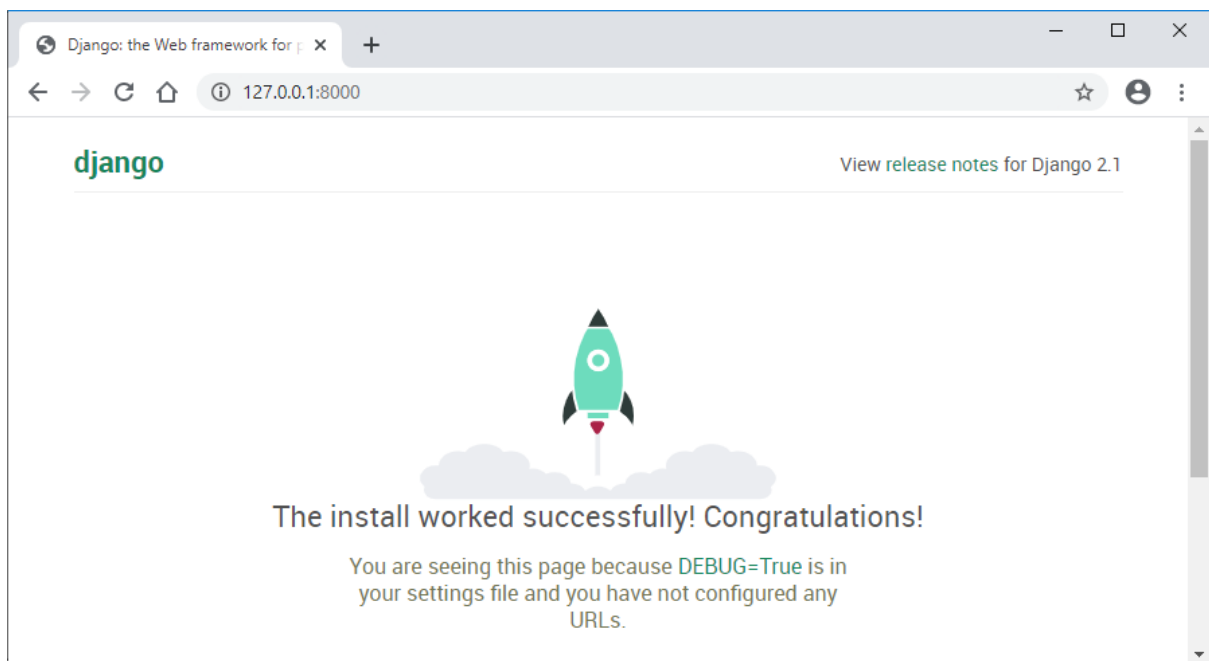 Django: the Web framework for p
127.0.0.1:8000
django
View release notes for Django 2.1
The install worked successfully! Congratulations!
You are seeing this page because DEBUG=True is in
your settings file and you have not configured any
URLs.